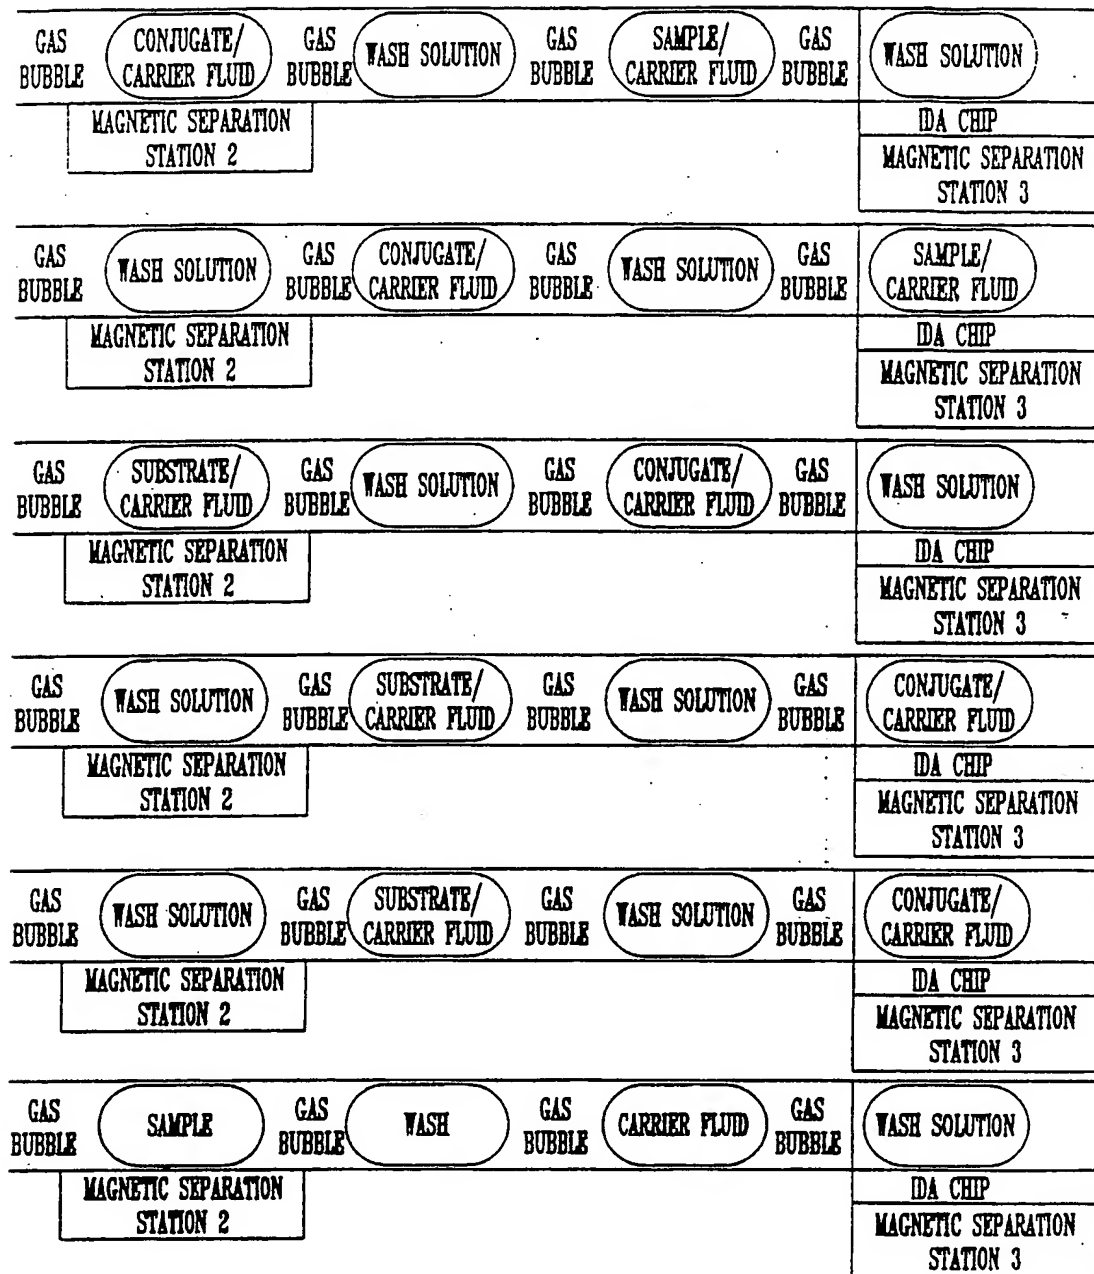 GAS BUBBLE CONJUGATE/ CARRIER FLUID GAS BUBBLE WASH SOLUTION GAS BUBBLE SAMPLE/ CARRIER FLUID GAS BUBBLE WASH SOLUTION
MAGNETIC SEPARATION
STATION 2
IDA CHIP
MAGNETIC SEPARATION
STATION 3
GAS BUBBLE WASH SOLUTION GAS BUBBLE CONJUGATE/ CARRIER FLUID GAS BUBBLE WASH SOLUTION GAS BUBBLE SAMPLE/ CARRIER FLUID
MAGNETIC SEPARATION
STATION 2
IDA CHIP
MAGNETIC SEPARATION
STATION 3
GAS BUBBLE SUBSTRATE/ CARRIER FLUID GAS BUBBLE WASH SOLUTION GAS BUBBLE CONJUGATE/ CARRIER FLUID GAS BUBBLE WASH SOLUTION
MAGNETIC SEPARATION
STATION 2
IDA CHIP
MAGNETIC SEPARATION
STATION 3
GAS BUBBLE WASH SOLUTION GAS BUBBLE SUBSTRATE/ CARRIER FLUID GAS BUBBLE WASH SOLUTION GAS BUBBLE CONJUGATE/ CARRIER FLUID
MAGNETIC SEPARATION
STATION 2
IDA CHIP
MAGNETIC SEPARATION
STATION 3
GAS BUBBLE WASH SOLUTION GAS BUBBLE SUBSTRATE/ CARRIER FLUID GAS BUBBLE WASH SOLUTION GAS BUBBLE CONJUGATE/ CARRIER FLUID
MAGNETIC SEPARATION
STATION 2
IDA CHIP
MAGNETIC SEPARATION
STATION 3
GAS BUBBLE SAMPLE GAS BUBBLE WASH GAS BUBBLE CARRIER FLUID GAS BUBBLE WASH SOLUTION
MAGNETIC SEPARATION
STATION 2
IDA CHIP
MAGNETIC SEPARATION
STATION 3